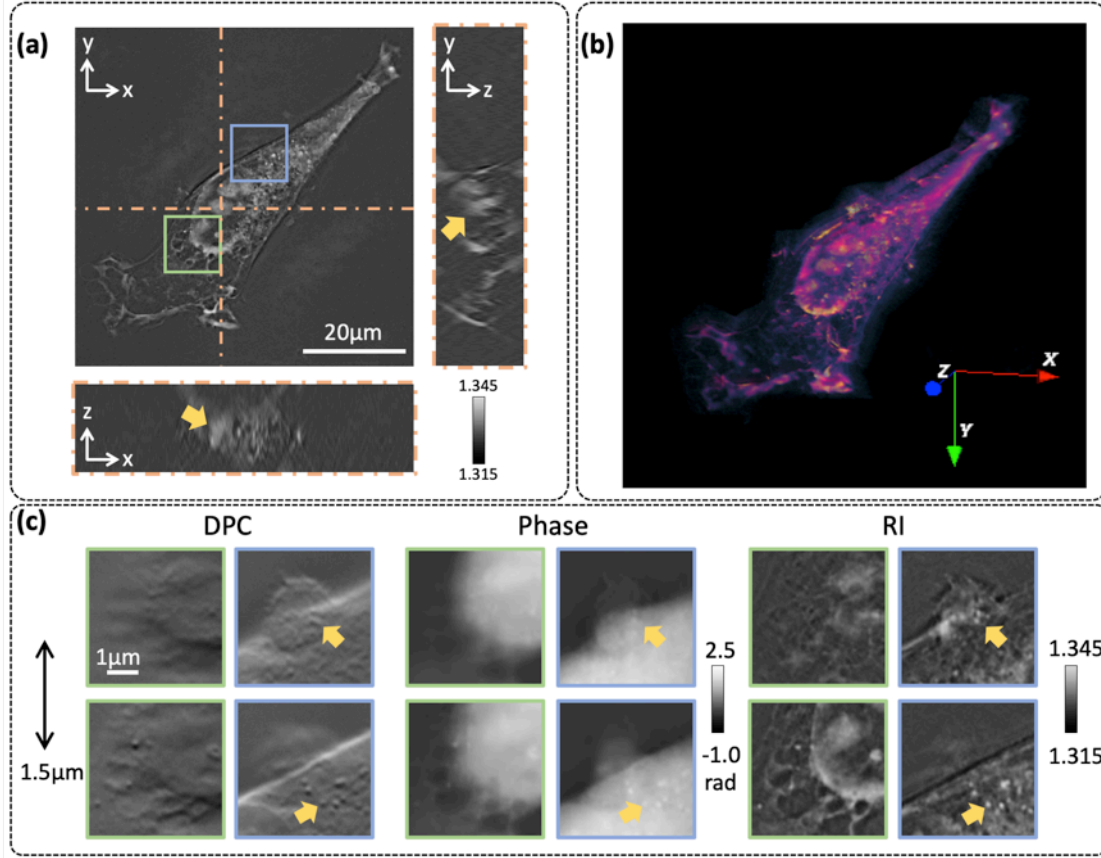 (a)
y
x
y
z
20µm
z
x
1.345
1.315
(b)
X
Z
Y
(c)
DPC
Phase
RI
1µm
1.5µm
2.5
-1.0
rad
1.345
1.315